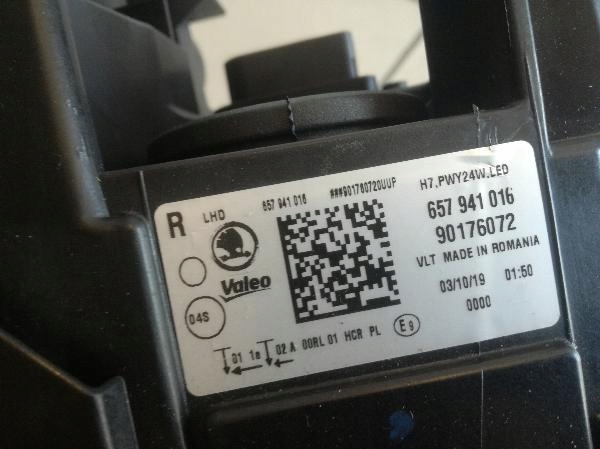 R LHD 657 941 016 ###901760720UUP H7,PWY24W,LED
657 941 016
90176072
VLT MADE IN ROMANIA
Valeo
03/10/19 01:50
04S
0000
01 1a 02 A 00RL 01 HCR PL E9